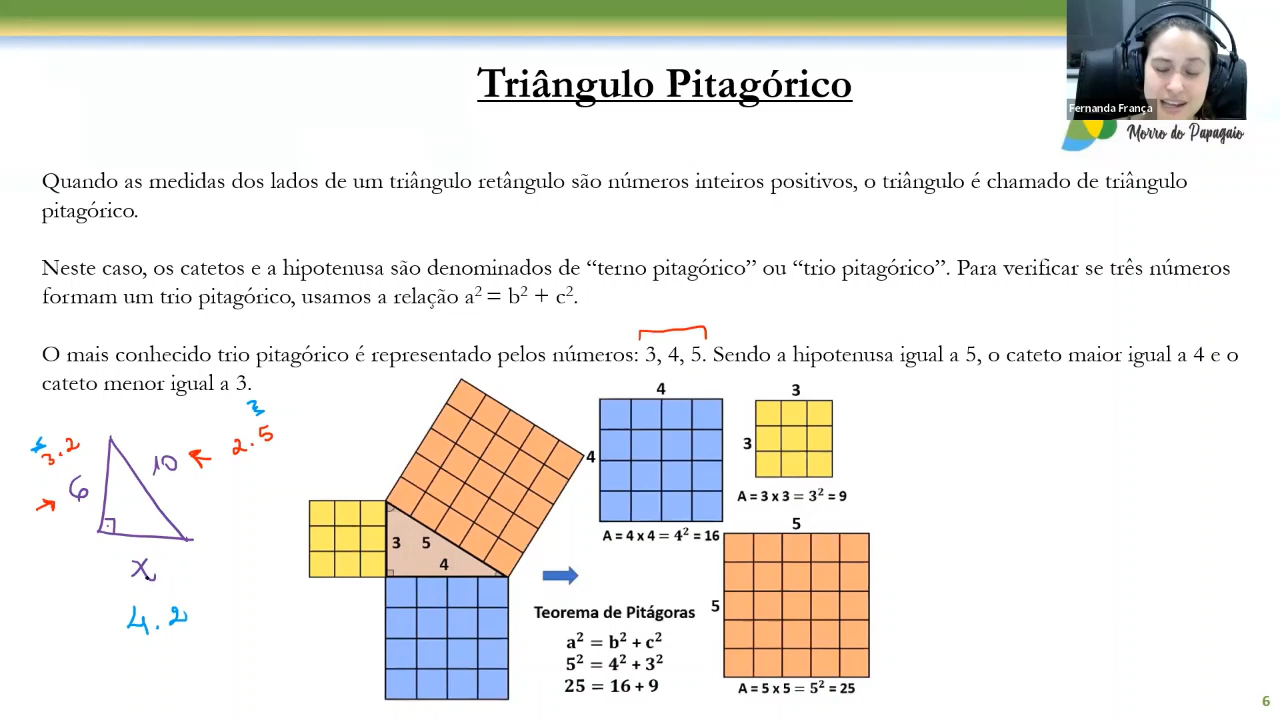 Triângulo Pitagórico
Fernanda França
Morro do Papagaio
Quando as medidas dos lados de um triângulo retângulo são números inteiros positivos, o triângulo é chamado de triângulo
pitagórico.
Neste caso, os catetos e a hipotenusa são denominados de “terno pitagórico” ou “trio pitagórico”. Para verificar se três números
formam um trio pitagórico, usamos a relação a² = b² + c².
O mais conhecido trio pitagórico é representado pelos números: 3, 4, 5. Sendo a hipotenusa igual a 5, o cateto maior igual a 4 e o
cateto menor igual a 3.
3
3.2
2.5
6
10
x
4.2
3
5
4
4
4
A = 4 x 4 = 4² = 16
3
3
A = 3 x 3 = 3² = 9
Teorema de Pitágoras
a² = b² + c²
5² = 4² + 3²
25 = 16 + 9
5
5
A = 5 x 5 = 5² = 25
6